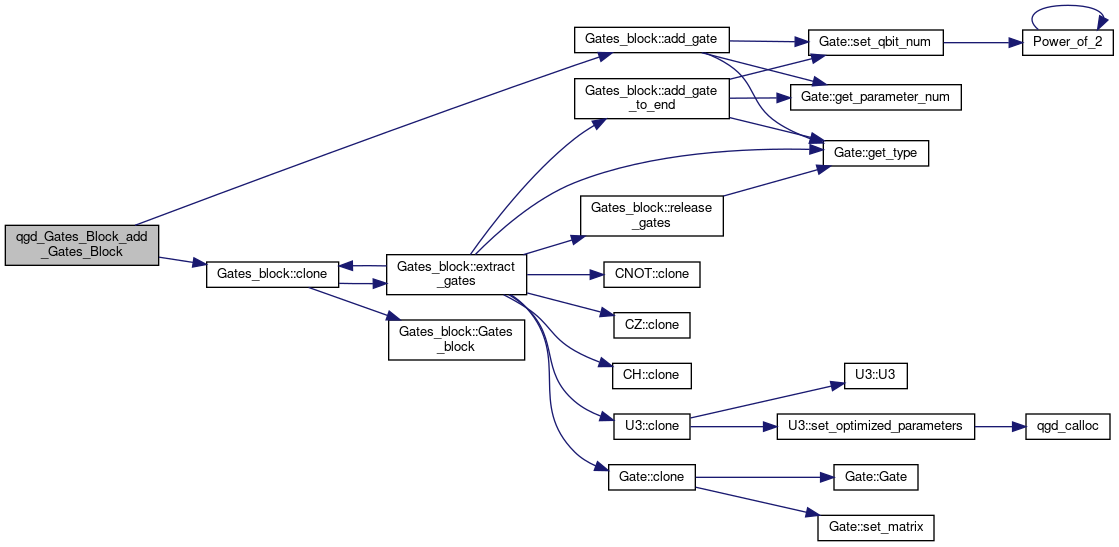 qgd_Gates_Block_add
_Gates_Block
Gates_block::clone
Gates_block::extract
_gates
Gates_block::Gates
_block
Gates_block::add_gate
Gates_block::add_gate
_to_end
Gates_block::release
_gates
CNOT::clone
CZ::clone
CH::clone
U3::clone
Gate::clone
Gate::set_qbit_num
Gate::get_parameter_num
Gate::get_type
U3::U3
U3::set_optimized_parameters
Gate::Gate
Gate::set_matrix
Power_of_2
qgd_calloc